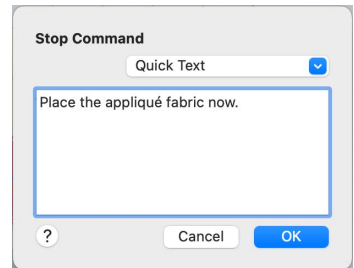 Stop Command
Quick Text
Place the appliqué fabric now.
?
Cancel
OK